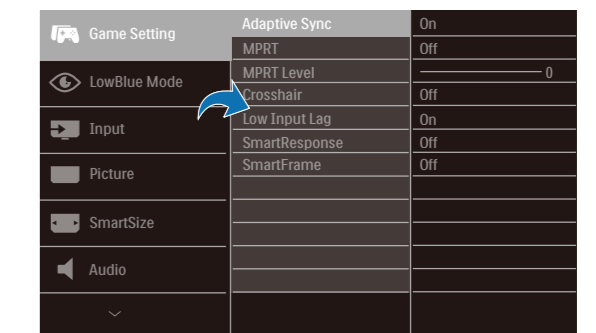 Game Setting
Adaptive Sync On
MPRT Off
MPRT Level 0
LowBlue Mode
Crosshair Off
Low Input Lag On
Input
SmartResponse Off
SmartFrame Off
Picture
SmartSize
Audio